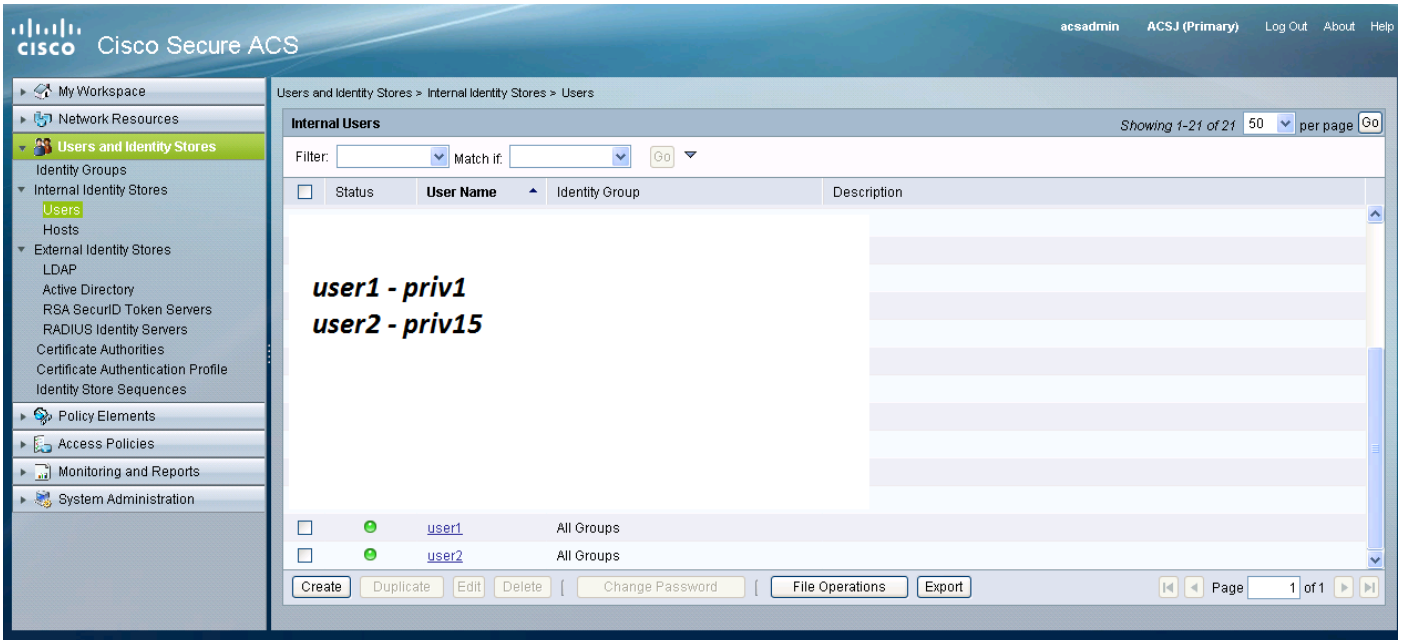 CISCO Cisco Secure ACS
acsadmin ACSJ (Primary) Log Out About Help
My Workspace
Network Resources
Users and Identity Stores
Identity Groups
Internal Identity Stores
Users
Hosts
External Identity Stores
LDAP
Active Directory
RSA SecurID Token Servers
RADIUS Identity Servers
Certificate Authorities
Certificate Authentication Profile
Identity Store Sequences
Policy Elements
Access Policies
Monitoring and Reports
System Administration
Users and Identity Stores > Internal Identity Stores > Users
Internal Users Showing 1-21 of 21 50 per page Go
Filter: Match if: Go
Status User Name Identity Group Description
user1 - priv1
user2 - priv15
user1 All Groups
user2 All Groups
Create Duplicate Edit Delete | Change Password | File Operations Export Page 1 of 1